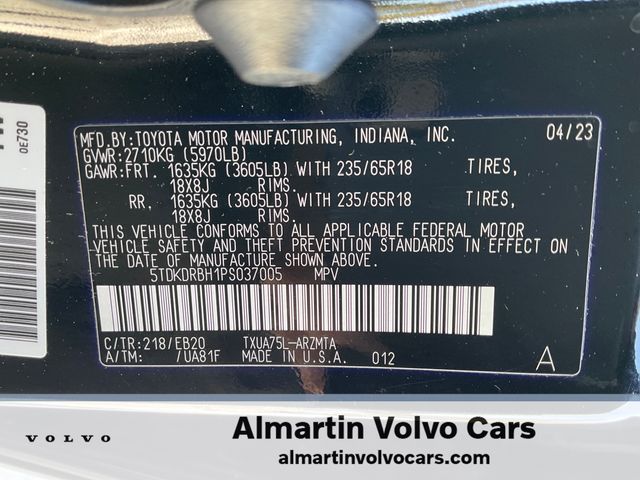 0E730
MFD.BY:TOYOTA MOTOR MANUFACTURING, INDIANA, INC. 04/23
GVWR:2710KG (5970LB)
GAWR:FRT. 1635KG (3605LB) WITH 235/65R18 TIRES,
18X8J RIMS.
RR. 1635KG (3605LB) WITH 235/65R18 TIRES,
18X8J RIMS.
THIS VEHICLE CONFORMS TO ALL APPLICABLE FEDERAL MOTOR
VEHICLE SAFETY AND THEFT PREVENTION STANDARDS IN EFFECT ON
THE DATE OF MANUFACTURE SHOWN ABOVE.
5TDKDRBH1PS037005 MPV
C/TR:218/EB20 TXUA75L-ARZMTA
A/TM: /UA81F MADE IN U.S.A. 012 A
VOLVO
Almartin Volvo Cars
almartinvolvocars.com